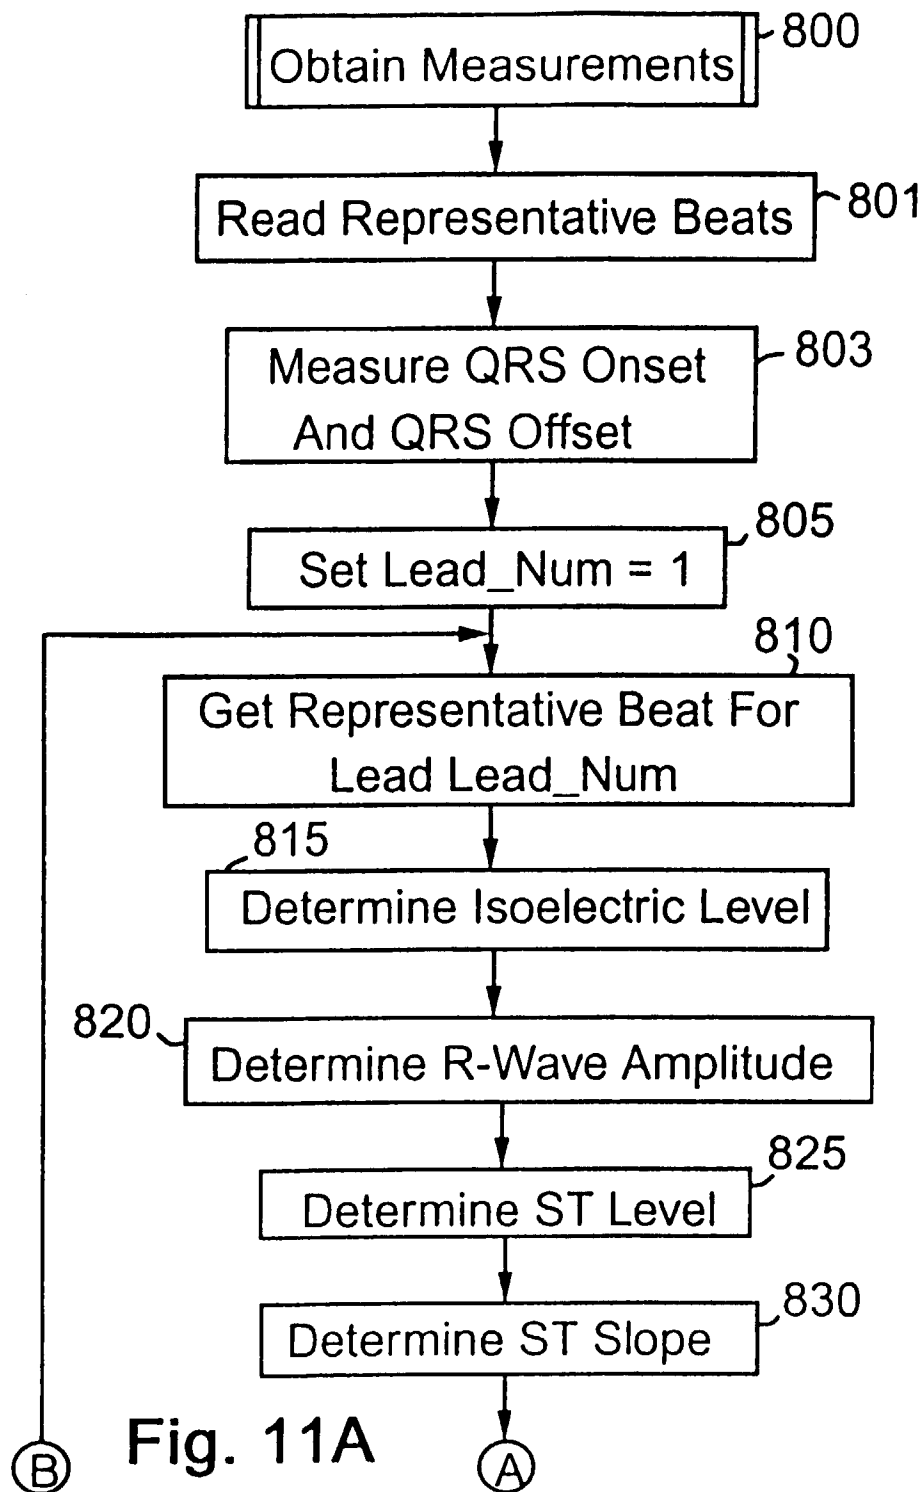 800
Obtain Measurements
801
Read Representative Beats
803
Measure QRS Onset
And QRS Offset
805
Set Lead_Num = 1
810
Get Representative Beat For
Lead Lead_Num
815
Determine Isoelectric Level
820
Determine R-Wave Amplitude
825
Determine ST Level
830
Determine ST Slope
B
Fig. 11A
A